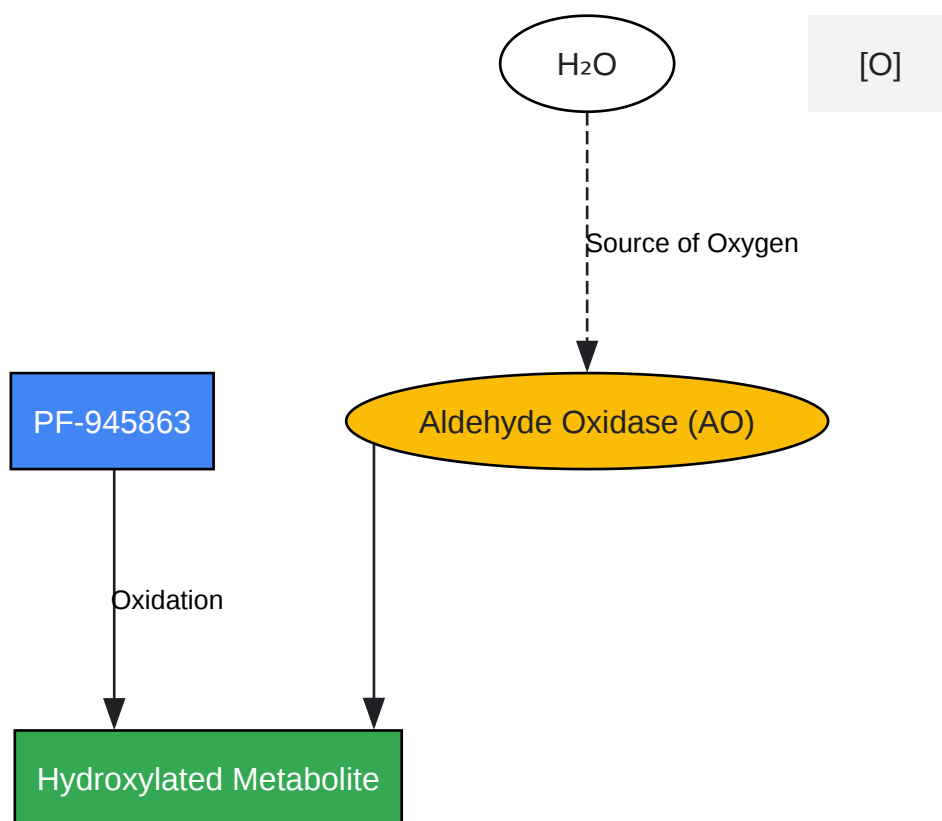 H₂O
[O]
Source of Oxygen
PF-945863
Aldehyde Oxidase (AO)
Oxidation
Hydroxylated Metabolite